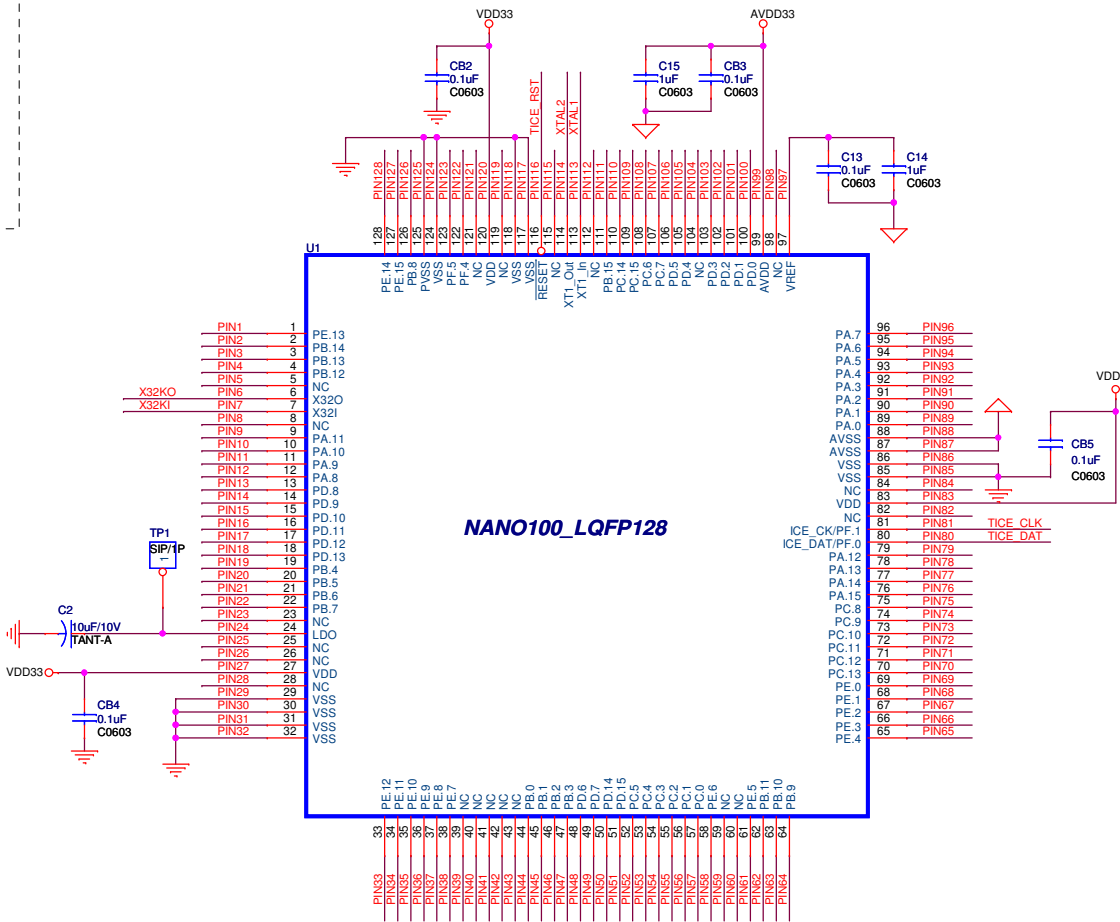 VDD33
AVDD33
CB2
0.1uF
C0603
C15
1uF
C0603
CB3
0.1uF
C0603
TICE_RST
XTAL2
XTAL1
C13
0.1uF
C0603
C14
1uF
C0603
PIN128
PIN127
PIN126
PIN125
PIN124
PIN123
PIN122
PIN121
PIN120
PIN119
PIN118
PIN117
PIN116
PIN115
PIN114
PIN113
PIN112
PIN111
PIN110
PIN109
PIN108
PIN107
PIN106
PIN105
PIN104
PIN103
PIN102
PIN101
PIN100
PIN99
PIN98
PIN97
U1
128 PE.14
127 PE.15
126 PB.8
125 PVSS
124 VSS
123 PF.5
122 PF.4
121 NC
120 VDD
119 NC
118 VSS
117 VSS
116 RESET
115 NC
114 XT1_Out
113 XT1_In
112 NC
111 PB.15
110 PC.14
109 PC.15
108 PC.6
107 PC.7
106 PD.5
105 PD.4
104 NC
103 PD.3
102 PD.2
101 PD.1
100 PD.0
99 AVDD
98 NC
97 VREF
PIN1 1 PE.13
PIN2 2 PB.14
PIN3 3 PB.13
PIN4 4 PB.12
PIN5 5 NC
X32KO PIN6 6 X32O
X32KI PIN7 7 X32I
PIN8 8 NC
PIN9 9 PA.11
PIN10 10 PA.10
PIN11 11 PA.9
PIN12 12 PA.8
PIN13 13 PD.8
PIN14 14 PD.9
PIN15 15 PD.10
PIN16 16 PD.11
PIN17 17 PD.12
PIN18 18 PD.13
PIN19 19 PB.4
PIN20 20 PB.5
PIN21 21 PB.6
PIN22 22 PB.7
PIN23 23 NC
PIN24 24 LDO
PIN25 25 NC
PIN26 26 NC
PIN27 27 VDD
PIN28 28 NC
PIN29 29 VSS
PIN30 30 VSS
PIN31 31 VSS
PIN32 32 VSS
TP1
SIP/1P
1
C2
10uF/10V
TANT-A
VDD33
CB4
0.1uF
C0603
NANO100_LQFP128
PA.7 96 PIN96
PA.6 95 PIN95
PA.5 94 PIN94
PA.4 93 PIN93
PA.3 92 PIN92
PA.2 91 PIN91
PA.1 90 PIN90
PA.0 89 PIN89
AVSS 88 PIN88
AVSS 87 PIN87
VSS 86 PIN86
VSS 85 PIN85
NC 84 PIN84
VDD 83 PIN83
NC 82 PIN82
ICE_CK/PF.1 81 PIN81 TICE_CLK
ICE_DAT/PF.0 80 PIN80 TICE_DAT
PA.12 79 PIN79
PA.13 78 PIN78
PA.14 77 PIN77
PA.15 76 PIN76
PC.8 75 PIN75
PC.9 74 PIN74
PC.10 73 PIN73
PC.11 72 PIN72
PC.12 71 PIN71
PC.13 70 PIN70
PE.0 69 PIN69
PE.1 68 PIN68
PE.2 67 PIN67
PE.3 66 PIN66
PE.4 65 PIN65
VDD
CB5
0.1uF
C0603
PE.12 33 PIN33
PE.11 34 PIN34
PE.10 35 PIN35
PE.9 36 PIN36
PE.8 37 PIN37
PE.7 38 PIN38
NC 39 PIN39
NC 40 PIN40
NC 41 PIN41
NC 42 PIN42
NC 43 PIN43
PB.0 44 PIN44
PB.1 45 PIN45
PB.2 46 PIN46
PB.3 47 PIN47
PD.6 48 PIN48
PD.7 49 PIN49
PD.14 50 PIN50
PD.15 51 PIN51
PC.5 52 PIN52
PC.4 53 PIN53
PC.3 54 PIN54
PC.2 55 PIN55
PC.1 56 PIN56
PC.0 57 PIN57
PE.6 58 PIN58
NC 59 PIN59
NC 60 PIN60
PE.5 61 PIN61
PB.11 62 PIN62
PB.10 63 PIN63
PB.9 64 PIN64